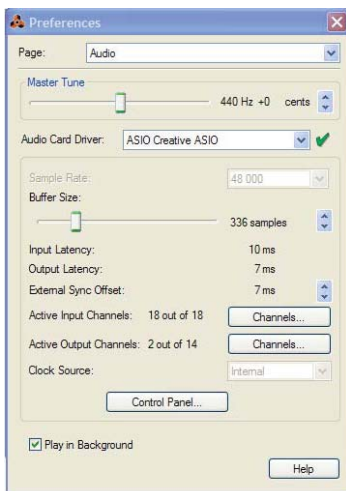 Preferences
Page: Audio
Master Tune
440 Hz +0 cents
Audio Card Driver: ASIO Creative ASIO
Sample Rate: 48 000
Buffer Size:
336 samples
Input Latency: 10 ms
Output Latency: 7 ms
External Sync Offset: 7 ms
Active Input Channels: 18 out of 18 Channels...
Active Output Channels: 2 out of 14 Channels...
Clock Source: Internal
Control Panel...
Play in Background
Help